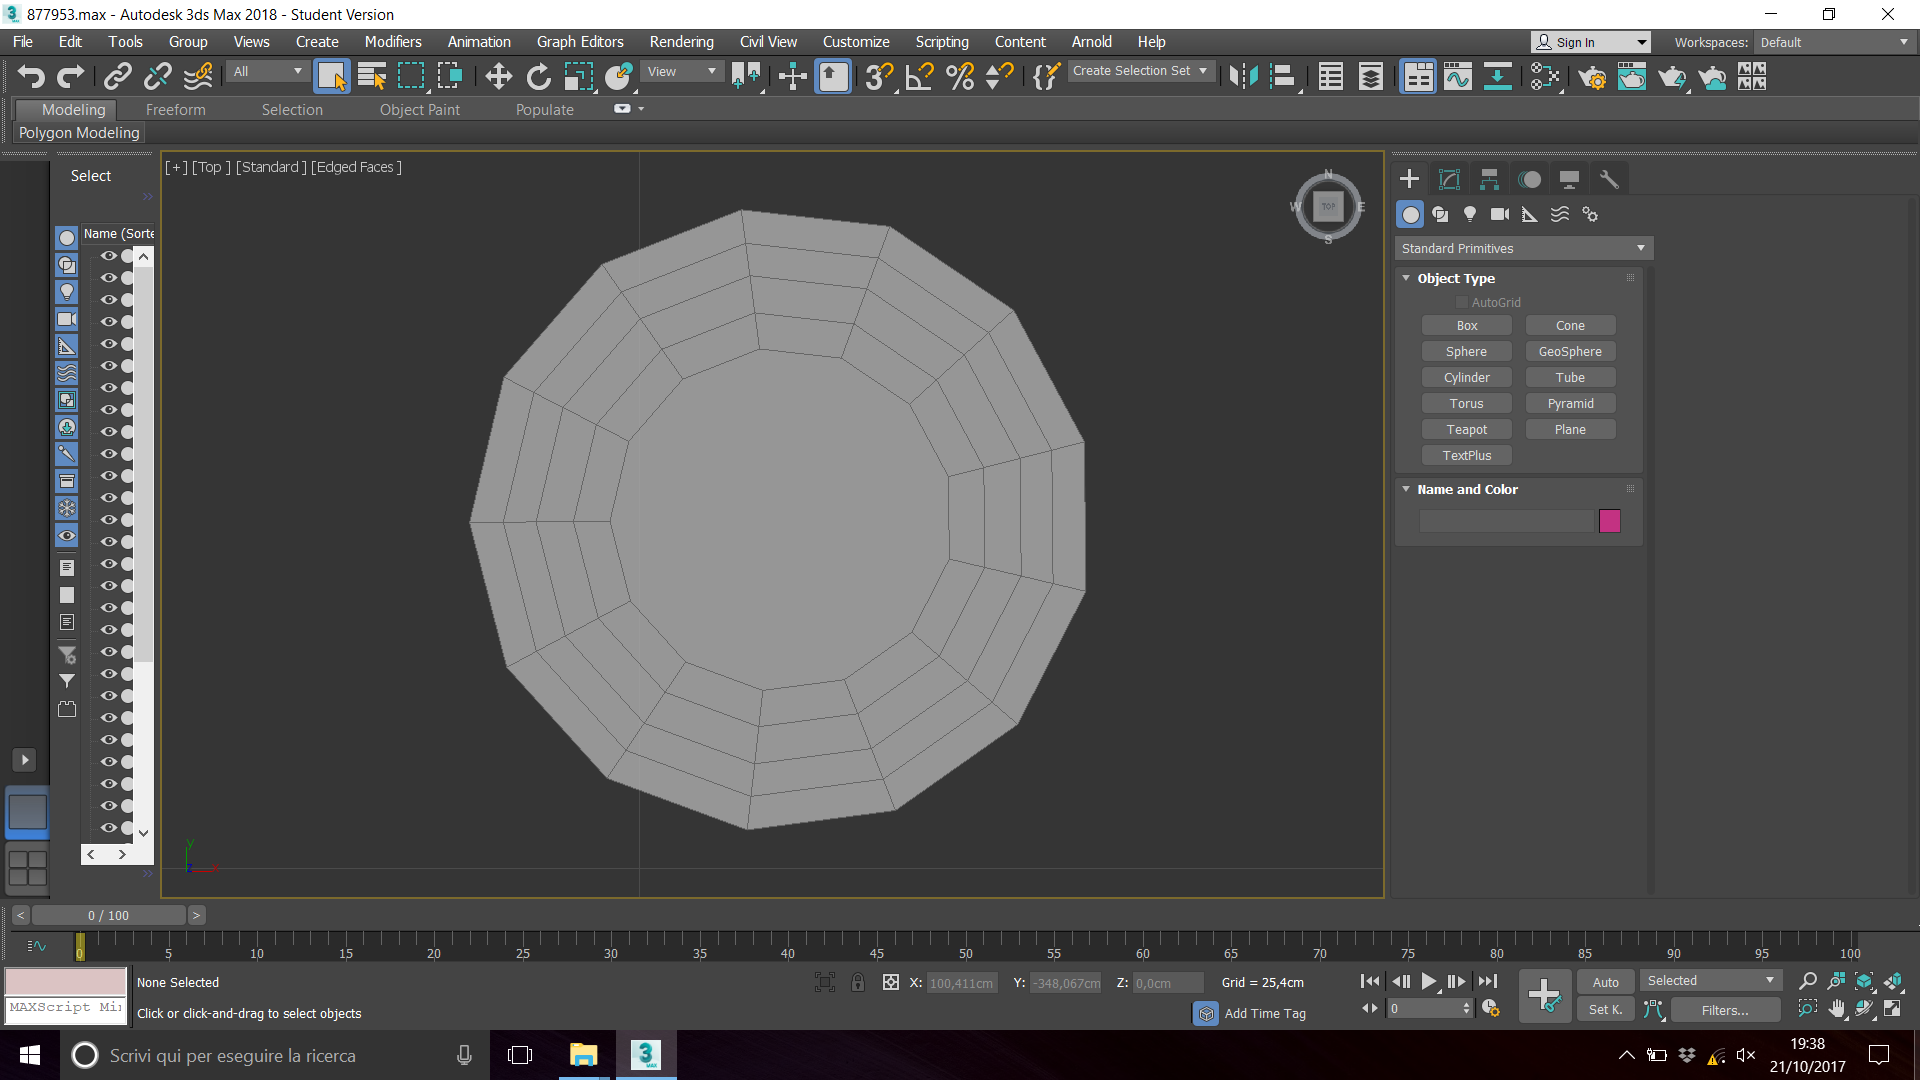 877953.max - Autodesk 3ds Max 2018 - Student Version
File Edit Tools Group Views Create Modifiers Animation Graph Editors Rendering Civil View Customize Scripting Content Arnold Help
Sign In
Workspaces: Default
All
View
Create Selection Set
Modeling Freeform Selection Object Paint Populate
Polygon Modeling
Select
Name (Sorte
[+] [Top ] [Standard ] [Edged Faces ]
N
W TOP E
S
Standard Primitives
Object Type
AutoGrid
Box Cone
Sphere GeoSphere
Cylinder Tube
Torus Pyramid
Teapot Plane
TextPlus
Name and Color
y
x
0 / 100
0 5 10 15 20 25 30 35 40 45 50 55 60 65 70 75 80 85 90 95 100
None Selected
X: 100,411cm Y: -348,067cm Z: 0,0cm Grid = 25,4cm
Auto Selected
MAXScript Mi
Click or click-and-drag to select objects
Add Time Tag
0
Set K. Filters...
Scrivi qui per eseguire la ricerca
3
MAX
19:38
21/10/2017